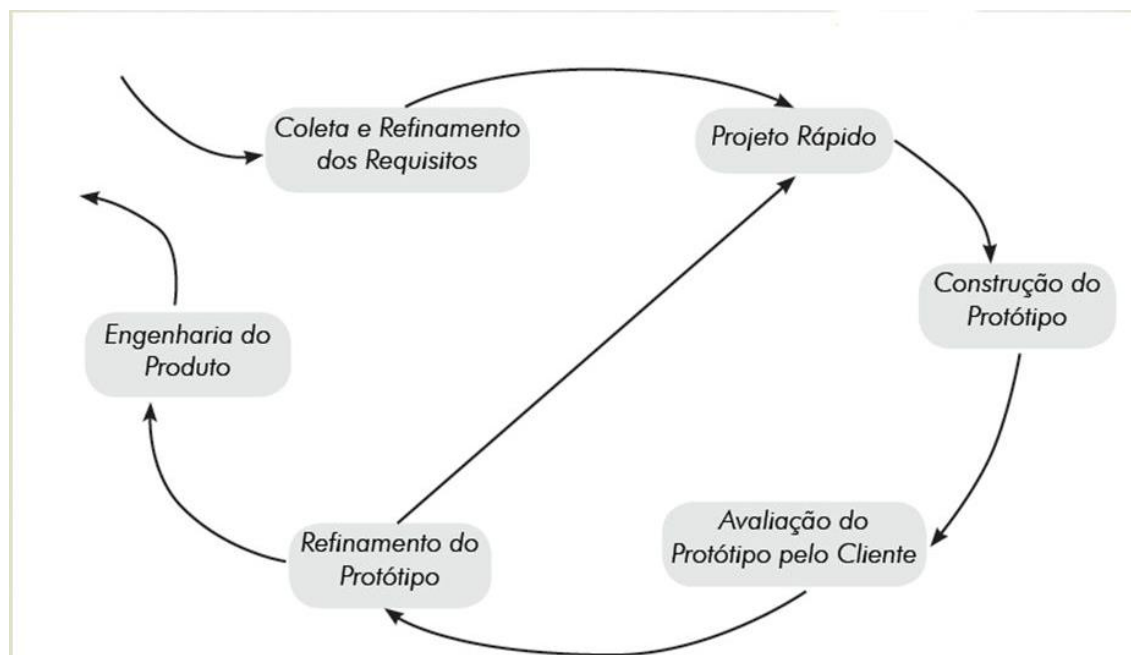 Coleta e Refinamento
dos Requisitos
Projeto Rápido
Construção do
Protótipo
Avaliação do
Protótipo pelo Cliente
Refinamento do
Protótipo
Engenharia do
Produto